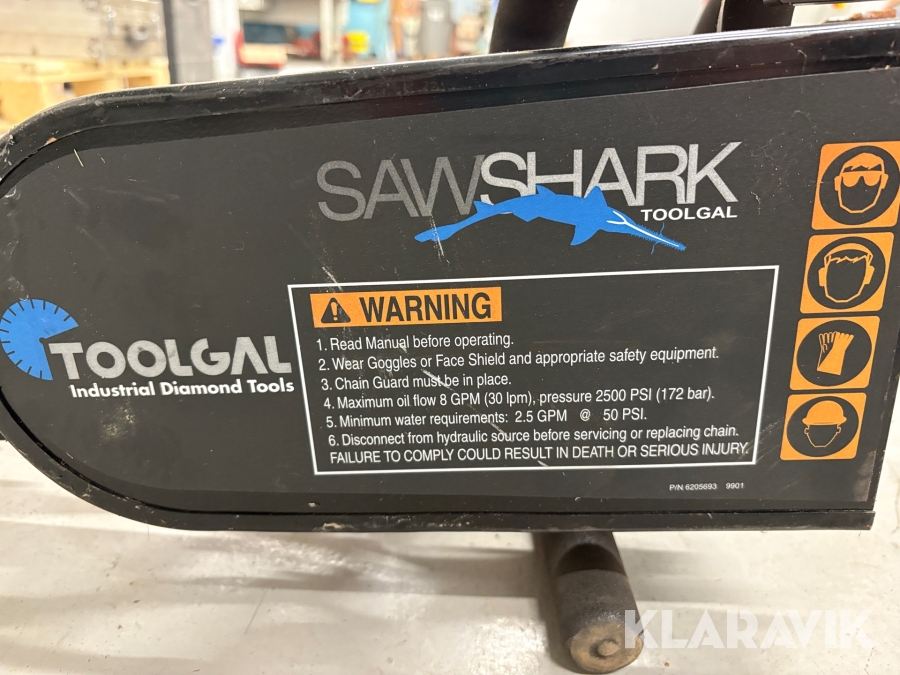 SAWSHARK
TOOLGAL
TOOLGAL
Industrial Diamond Tools
WARNING
1. Read Manual before operating.
2. Wear Goggles or Face Shield and appropriate safety equipment.
3. Chain Guard must be in place.
4. Maximum oil flow 8 GPM (30 lpm), pressure 2500 PSI (172 bar).
5. Minimum water requirements: 2.5 GPM @ 50 PSI.
6. Disconnect from hydraulic source before servicing or replacing chain.
FAILURE TO COMPLY COULD RESULT IN DEATH OR SERIOUS INJURY.
P/N 6205693 9901
KLARAVIK